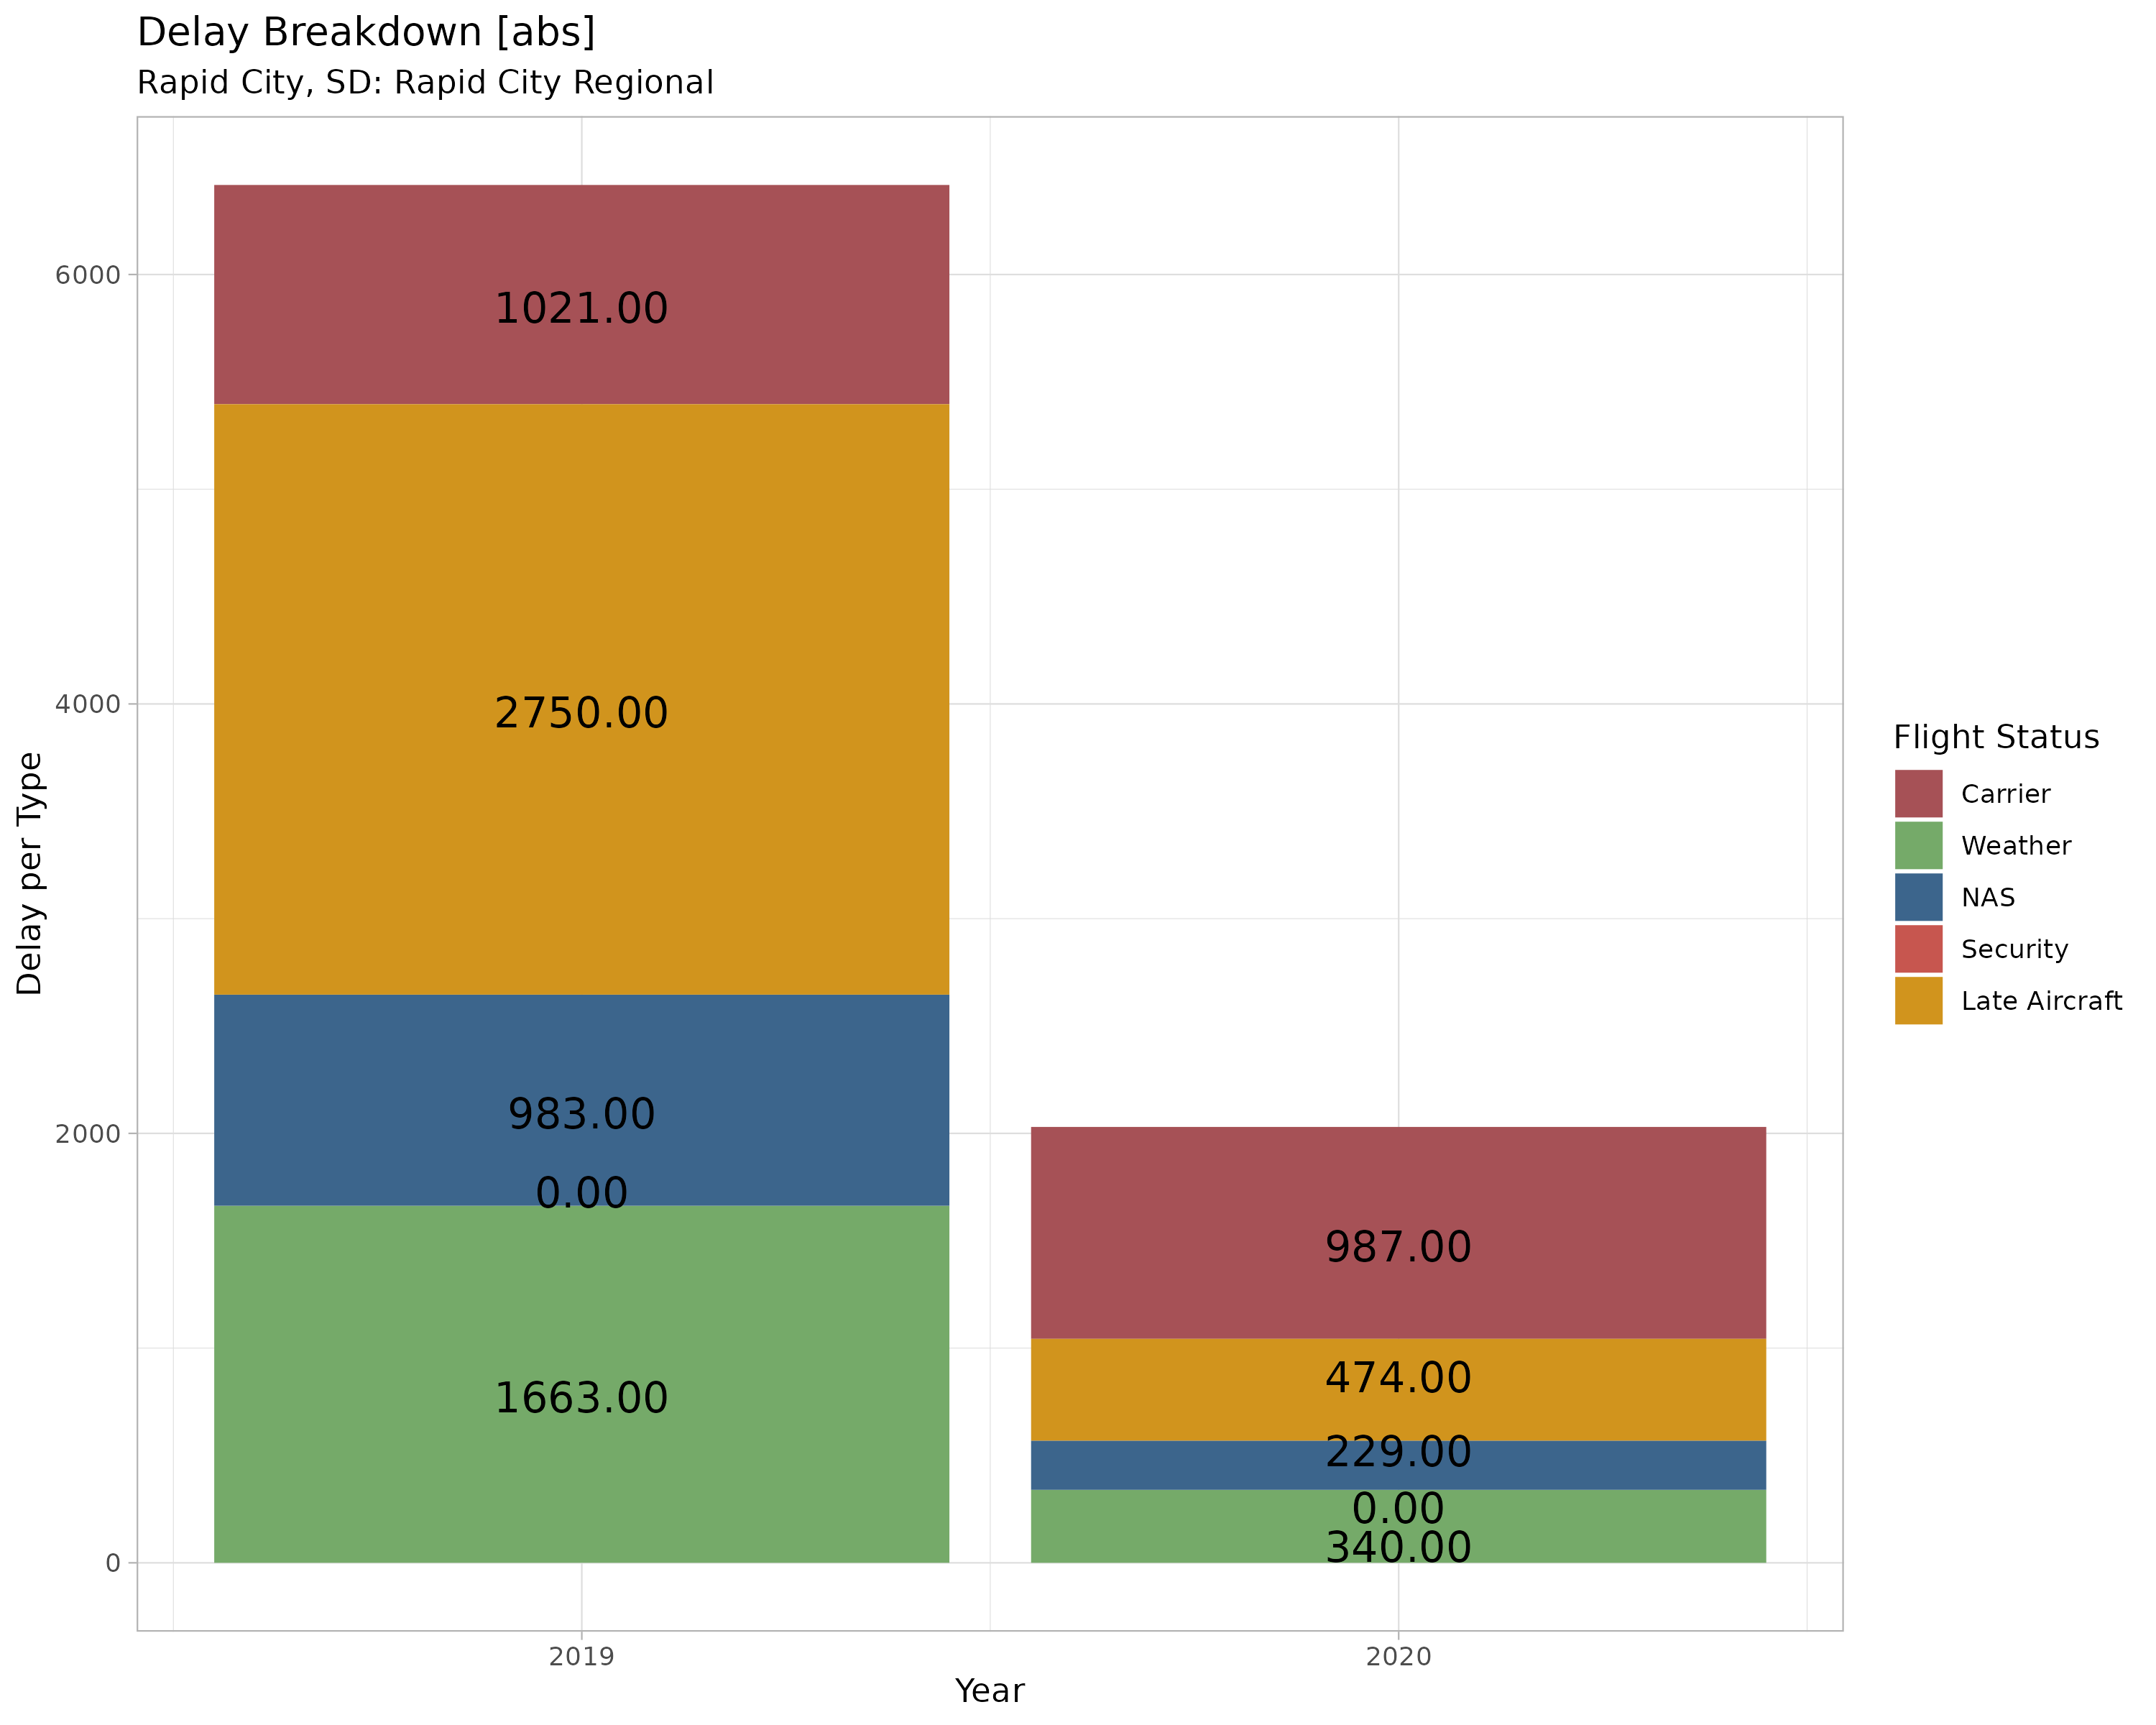 Delay Breakdown [abs]
Rapid City, SD: Rapid City Regional
Delay per Type
6000
4000
2000
0
1021.00
2750.00
983.00
0.00
1663.00
987.00
474.00
229.00
0.00
340.00
2019
2020
Year
Flight Status
Carrier
Weather
NAS
Security
Late Aircraft